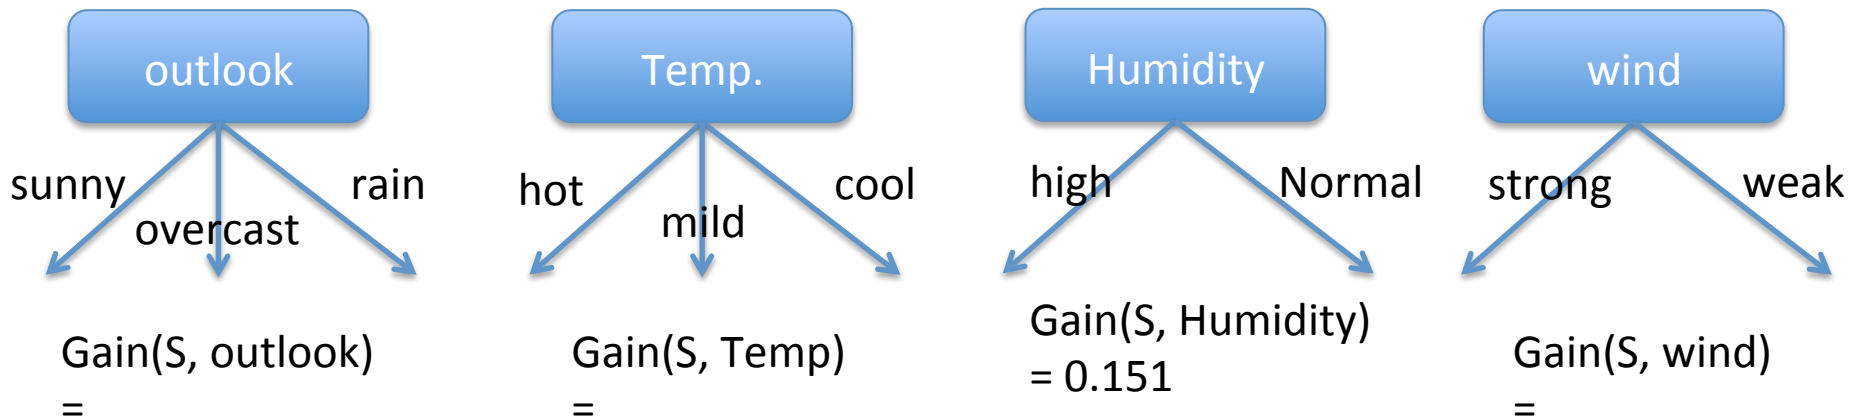 outlook
sunny
overcast
rain
Gain(S, outlook)
=
Temp.
hot
mild
cool
Gain(S, Temp)
=
Humidity
high
Normal
Gain(S, Humidity)
= 0.151
wind
strong
weak
Gain(S, wind)
=